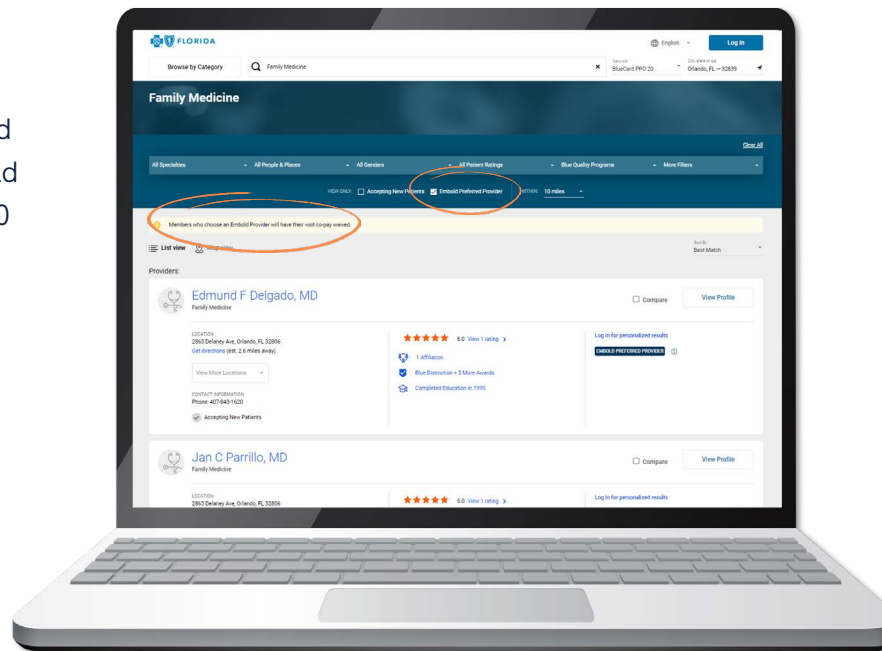 d
0
FLORIDA
English
Log In
Browse by Category
Family Medicine
Network
BlueCard PPO 20
Orlando, FL – 32839
Family Medicine
Clear All
All Specialties
All People & Places
All Genders
All Patient Ratings
Blue Quality Programs
More Filters
VIEW ONLY:
Accepting New Patients
Embold Preferred Provider
WITHIN:
10 miles
Members who choose an Embold Provider will have their visit co-pay waived.
List view
Sort By
Best Match
Providers:
Edmund F Delgado, MD
Family Medicine
Compare
View Profile
LOCATION
2863 Delaney Ave, Orlando, FL 32806
Get directions (est. 2.6 miles away)
View More Locations
CONTACT INFORMATION
Phone: 407-843-1620
Accepting New Patients
5.0 View 1 rating
1 Affiliation
Blue Distinction + 3 More Awards
Completed Education in 1990
Log in for personalized results
EMBOLD PREFERRED PROVIDER
Jan C Parrillo, MD
Family Medicine
Compare
View Profile
LOCATION
2863 Delaney Ave, Orlando, FL 32806
5.0 View 1 rating
Log in for personalized results